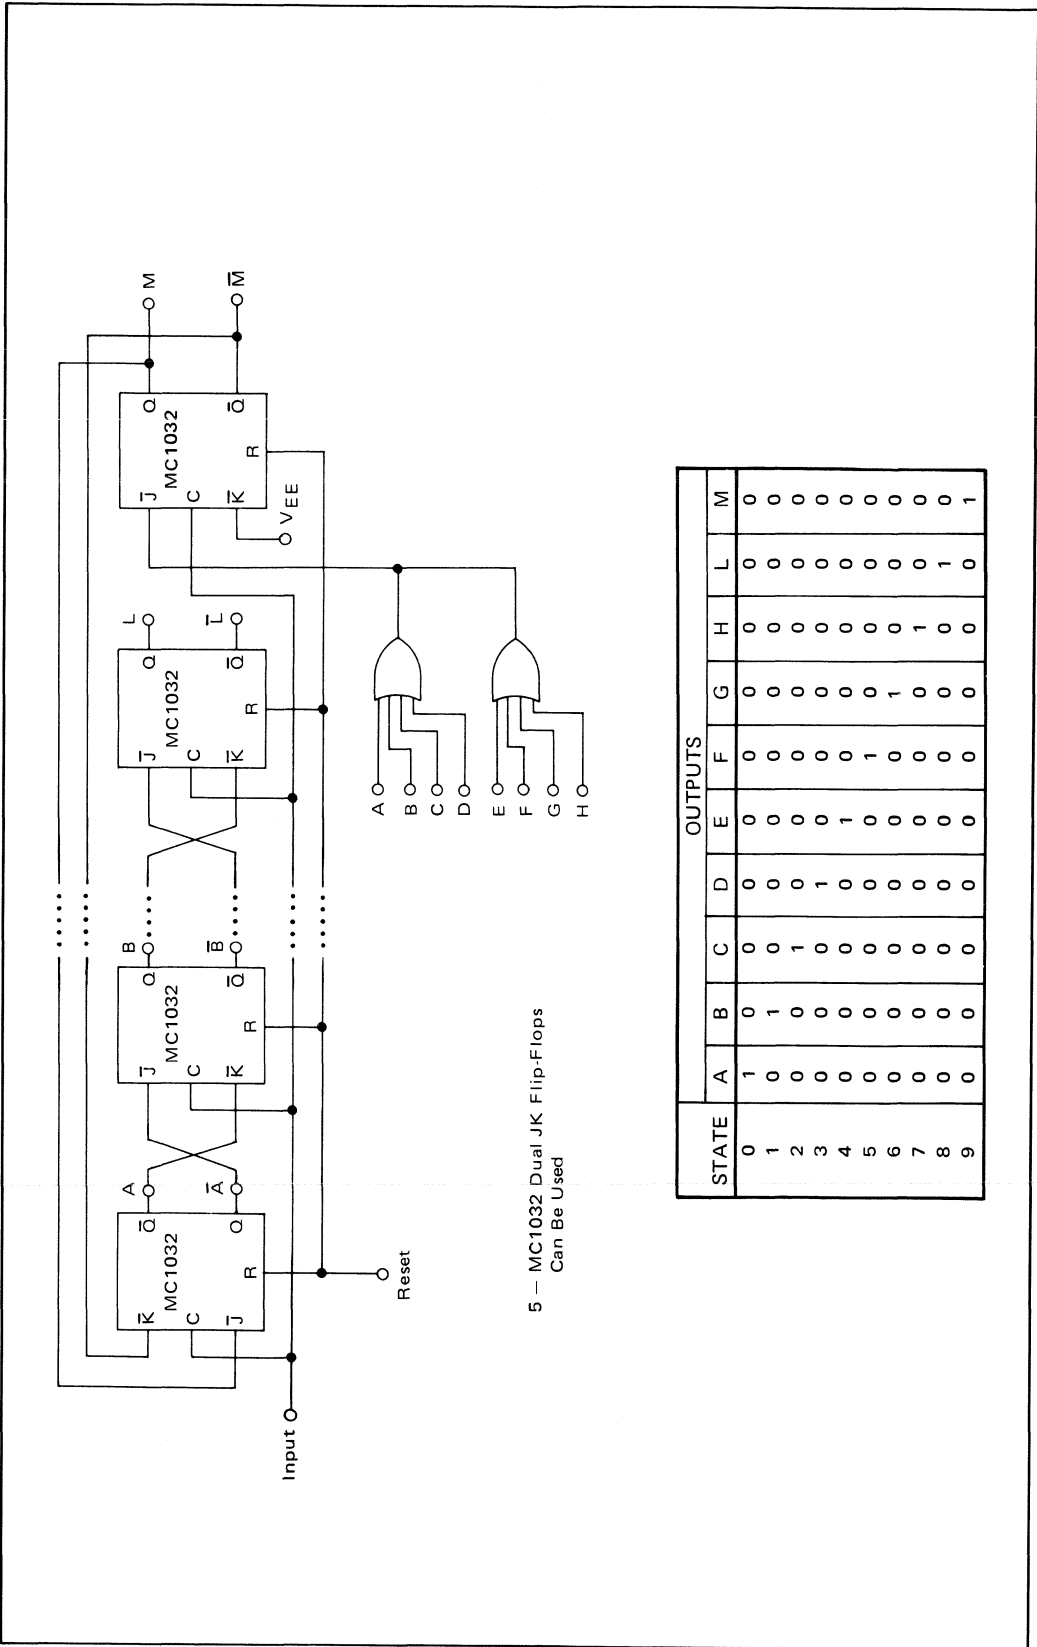 M
M̅
Q
MC1032
Q̅
J̅
C
K̅
R
VEE
L
L̅
Q
MC1032
Q̅
J̅
C
K̅
R
B
B̅
Q
MC1032
Q̅
J̅
C
K̅
R
A
A̅
Q̅
MC1032
Q
K̅
C
J̅
R
Input
Reset
A
B
C
D
E
F
G
H
5 – MC1032 Dual JK Flip-Flops
Can Be Used
OUTPUTS
STATE A B C D E F G H L M
0 1 0 0 0 0 0 0 0 0 0
1 0 1 0 0 0 0 0 0 0 0
2 0 0 1 0 0 0 0 0 0 0
3 0 0 0 1 0 0 0 0 0 0
4 0 0 0 0 1 0 0 0 0 0
5 0 0 0 0 0 1 0 0 0 0
6 0 0 0 0 0 0 1 0 0 0
7 0 0 0 0 0 0 0 1 0 0
8 0 0 0 0 0 0 0 0 1 0
9 0 0 0 0 0 0 0 0 0 1